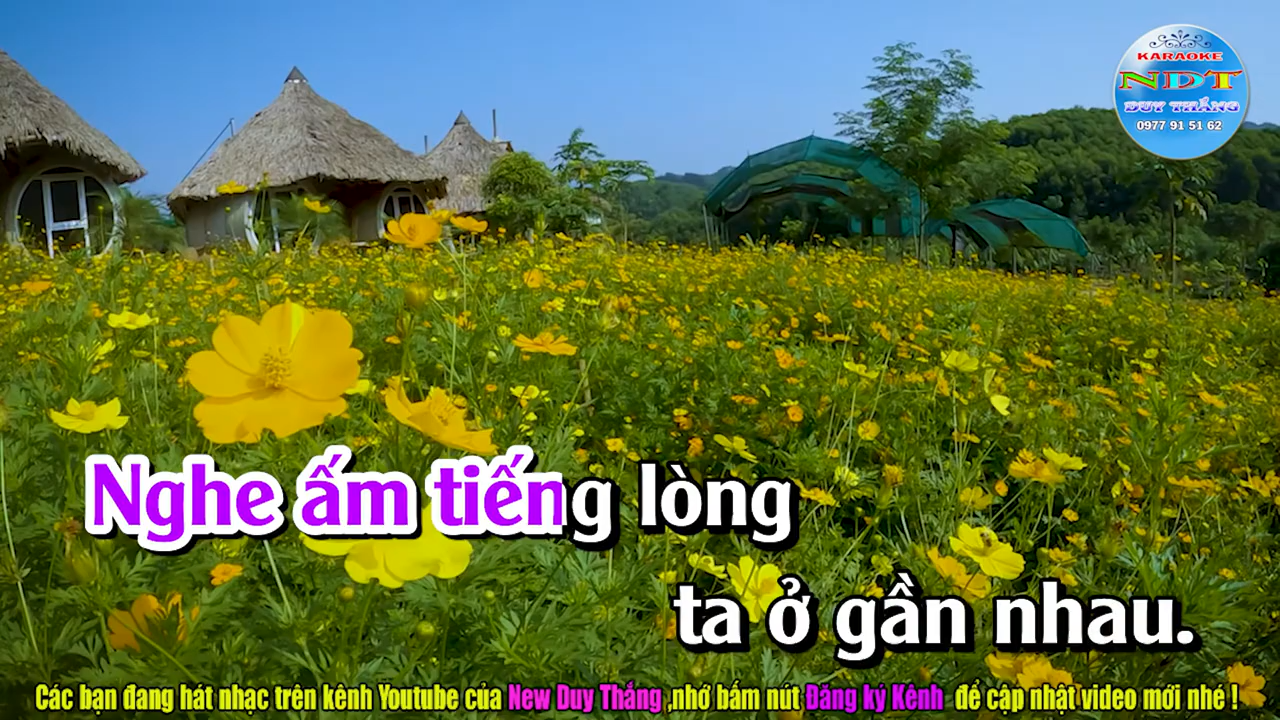 KARAOKE
NDT
DUY THẮNG
0977 91 51 62
Nghe ấm tiếng lòng
ta ở gần nhau.
Các bạn đang hát nhạc trên kênh Youtube của New Duy Thắng ,nhớ bấm nút Đăng ký Kênh để cập nhật video mới nhé !